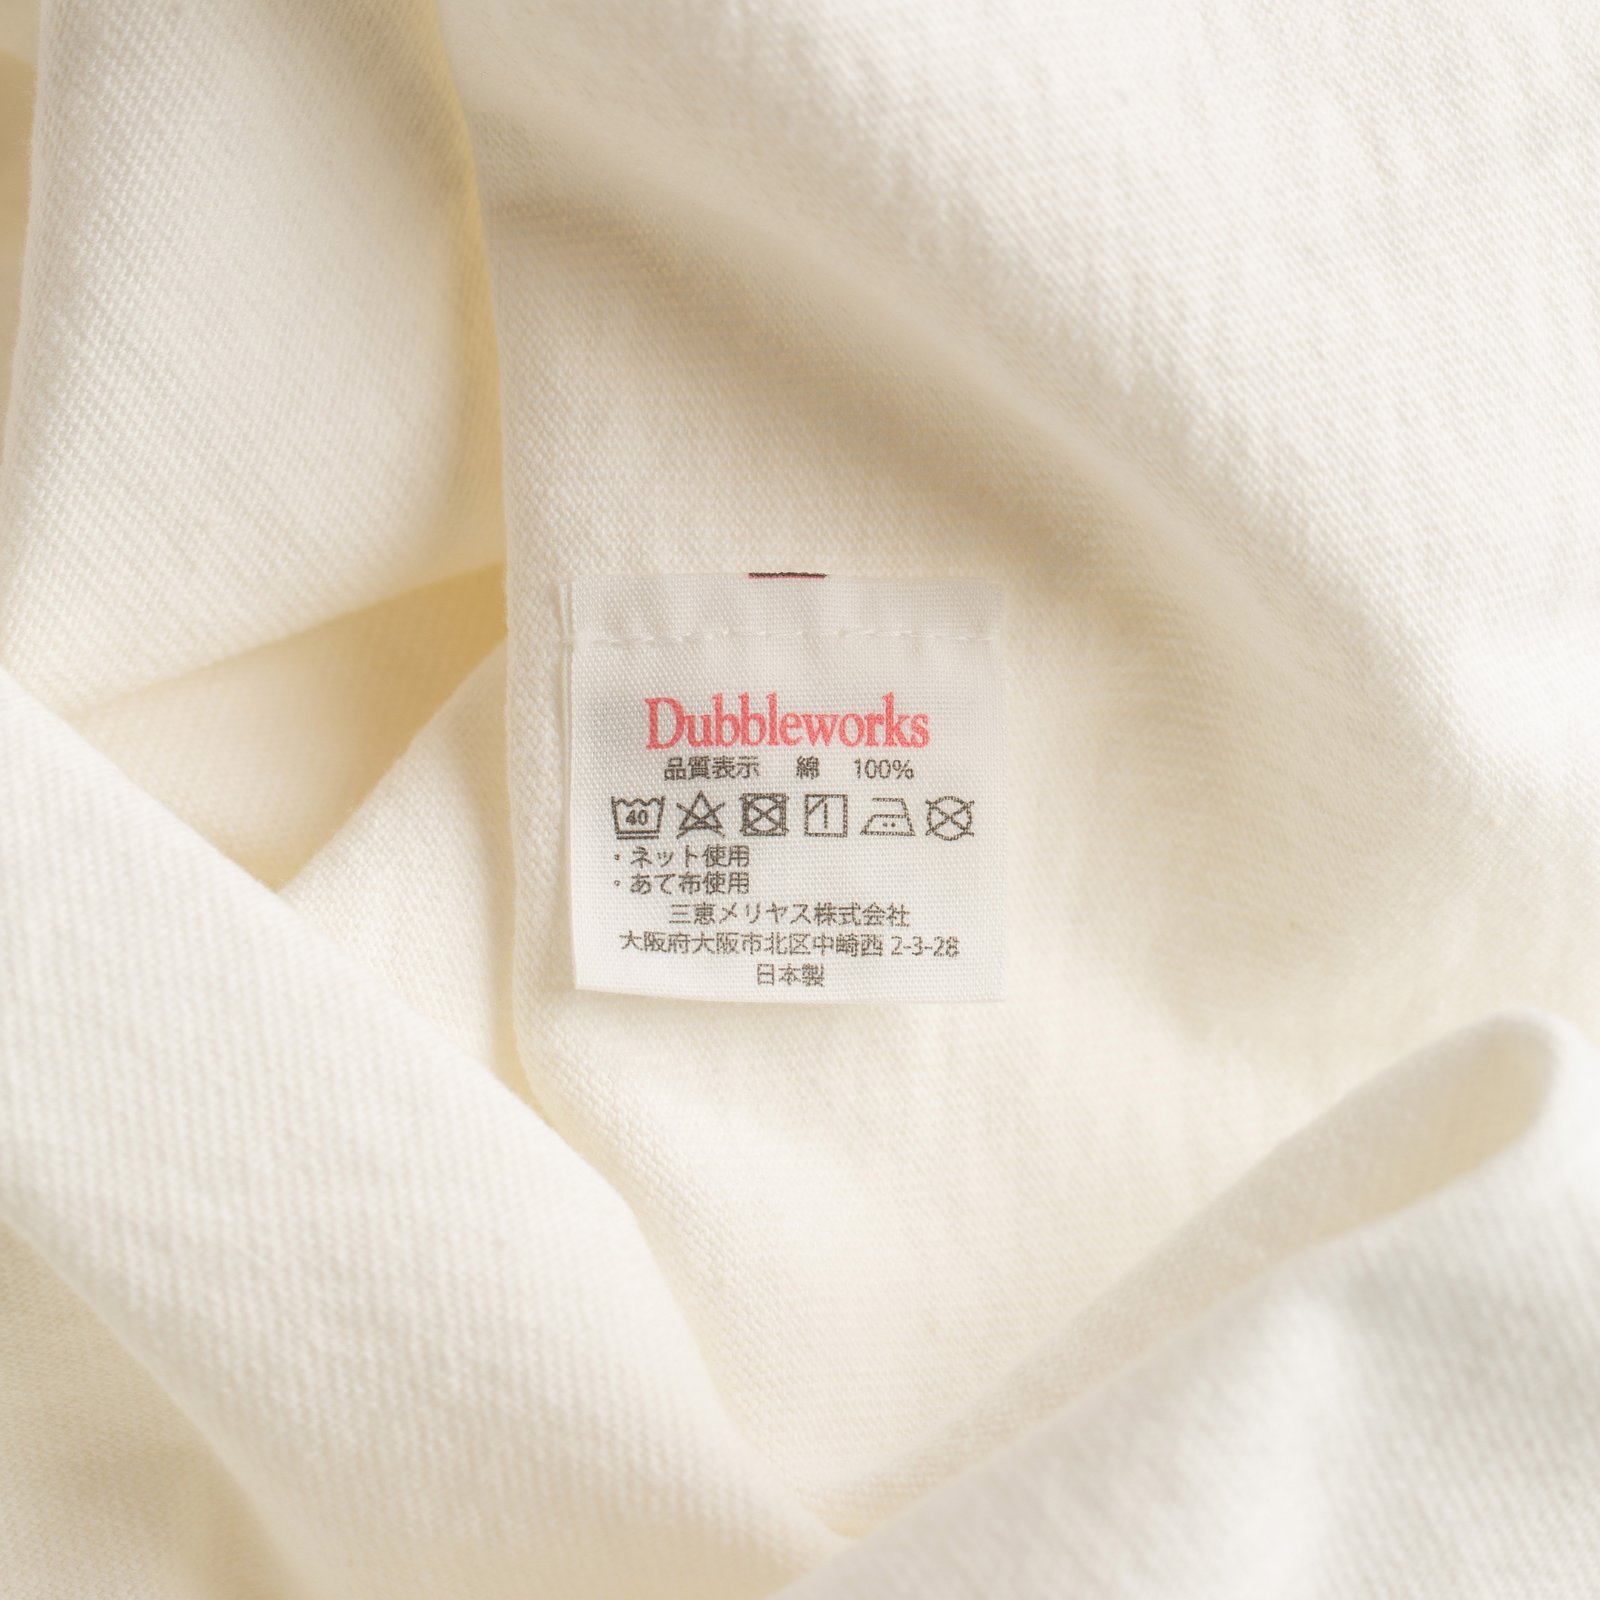 Dubbleworks
品質表示 綿 100%
40
・ネット使用
・あて布使用
三恵メリヤス株式会社
大阪府大阪市北区中崎西 2-3-28
日本製